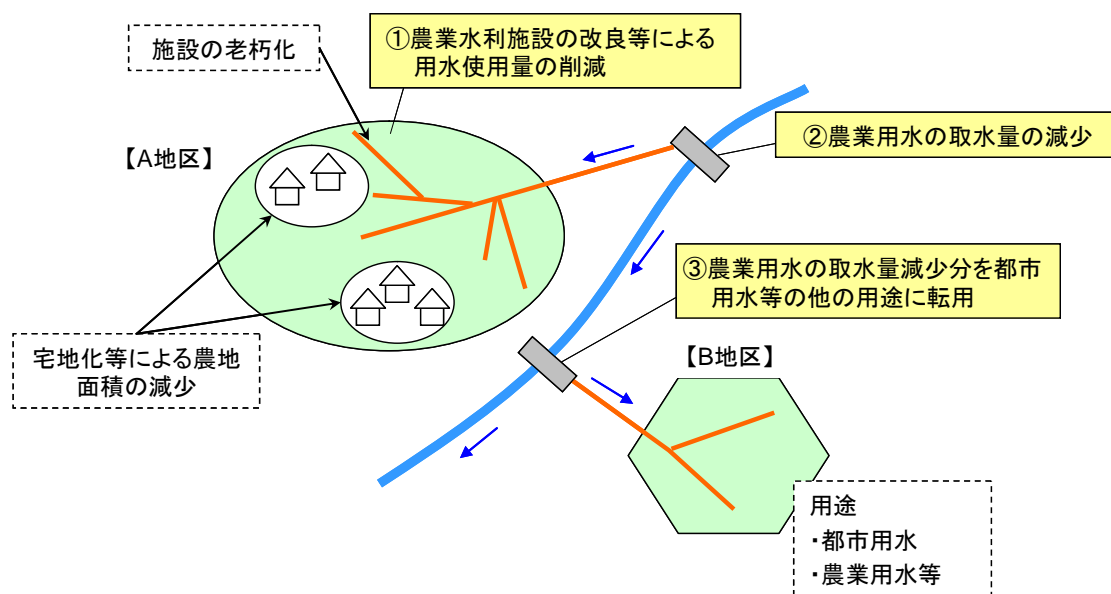 施設の老朽化
①農業水利施設の改良等による
用水使用量の削減
【A地区】
②農業用水の取水量の減少
③農業用水の取水量減少分を都市
用水等の他の用途に転用
宅地化等による農地
面積の減少
【B地区】
用途
・都市用水
・農業用水等